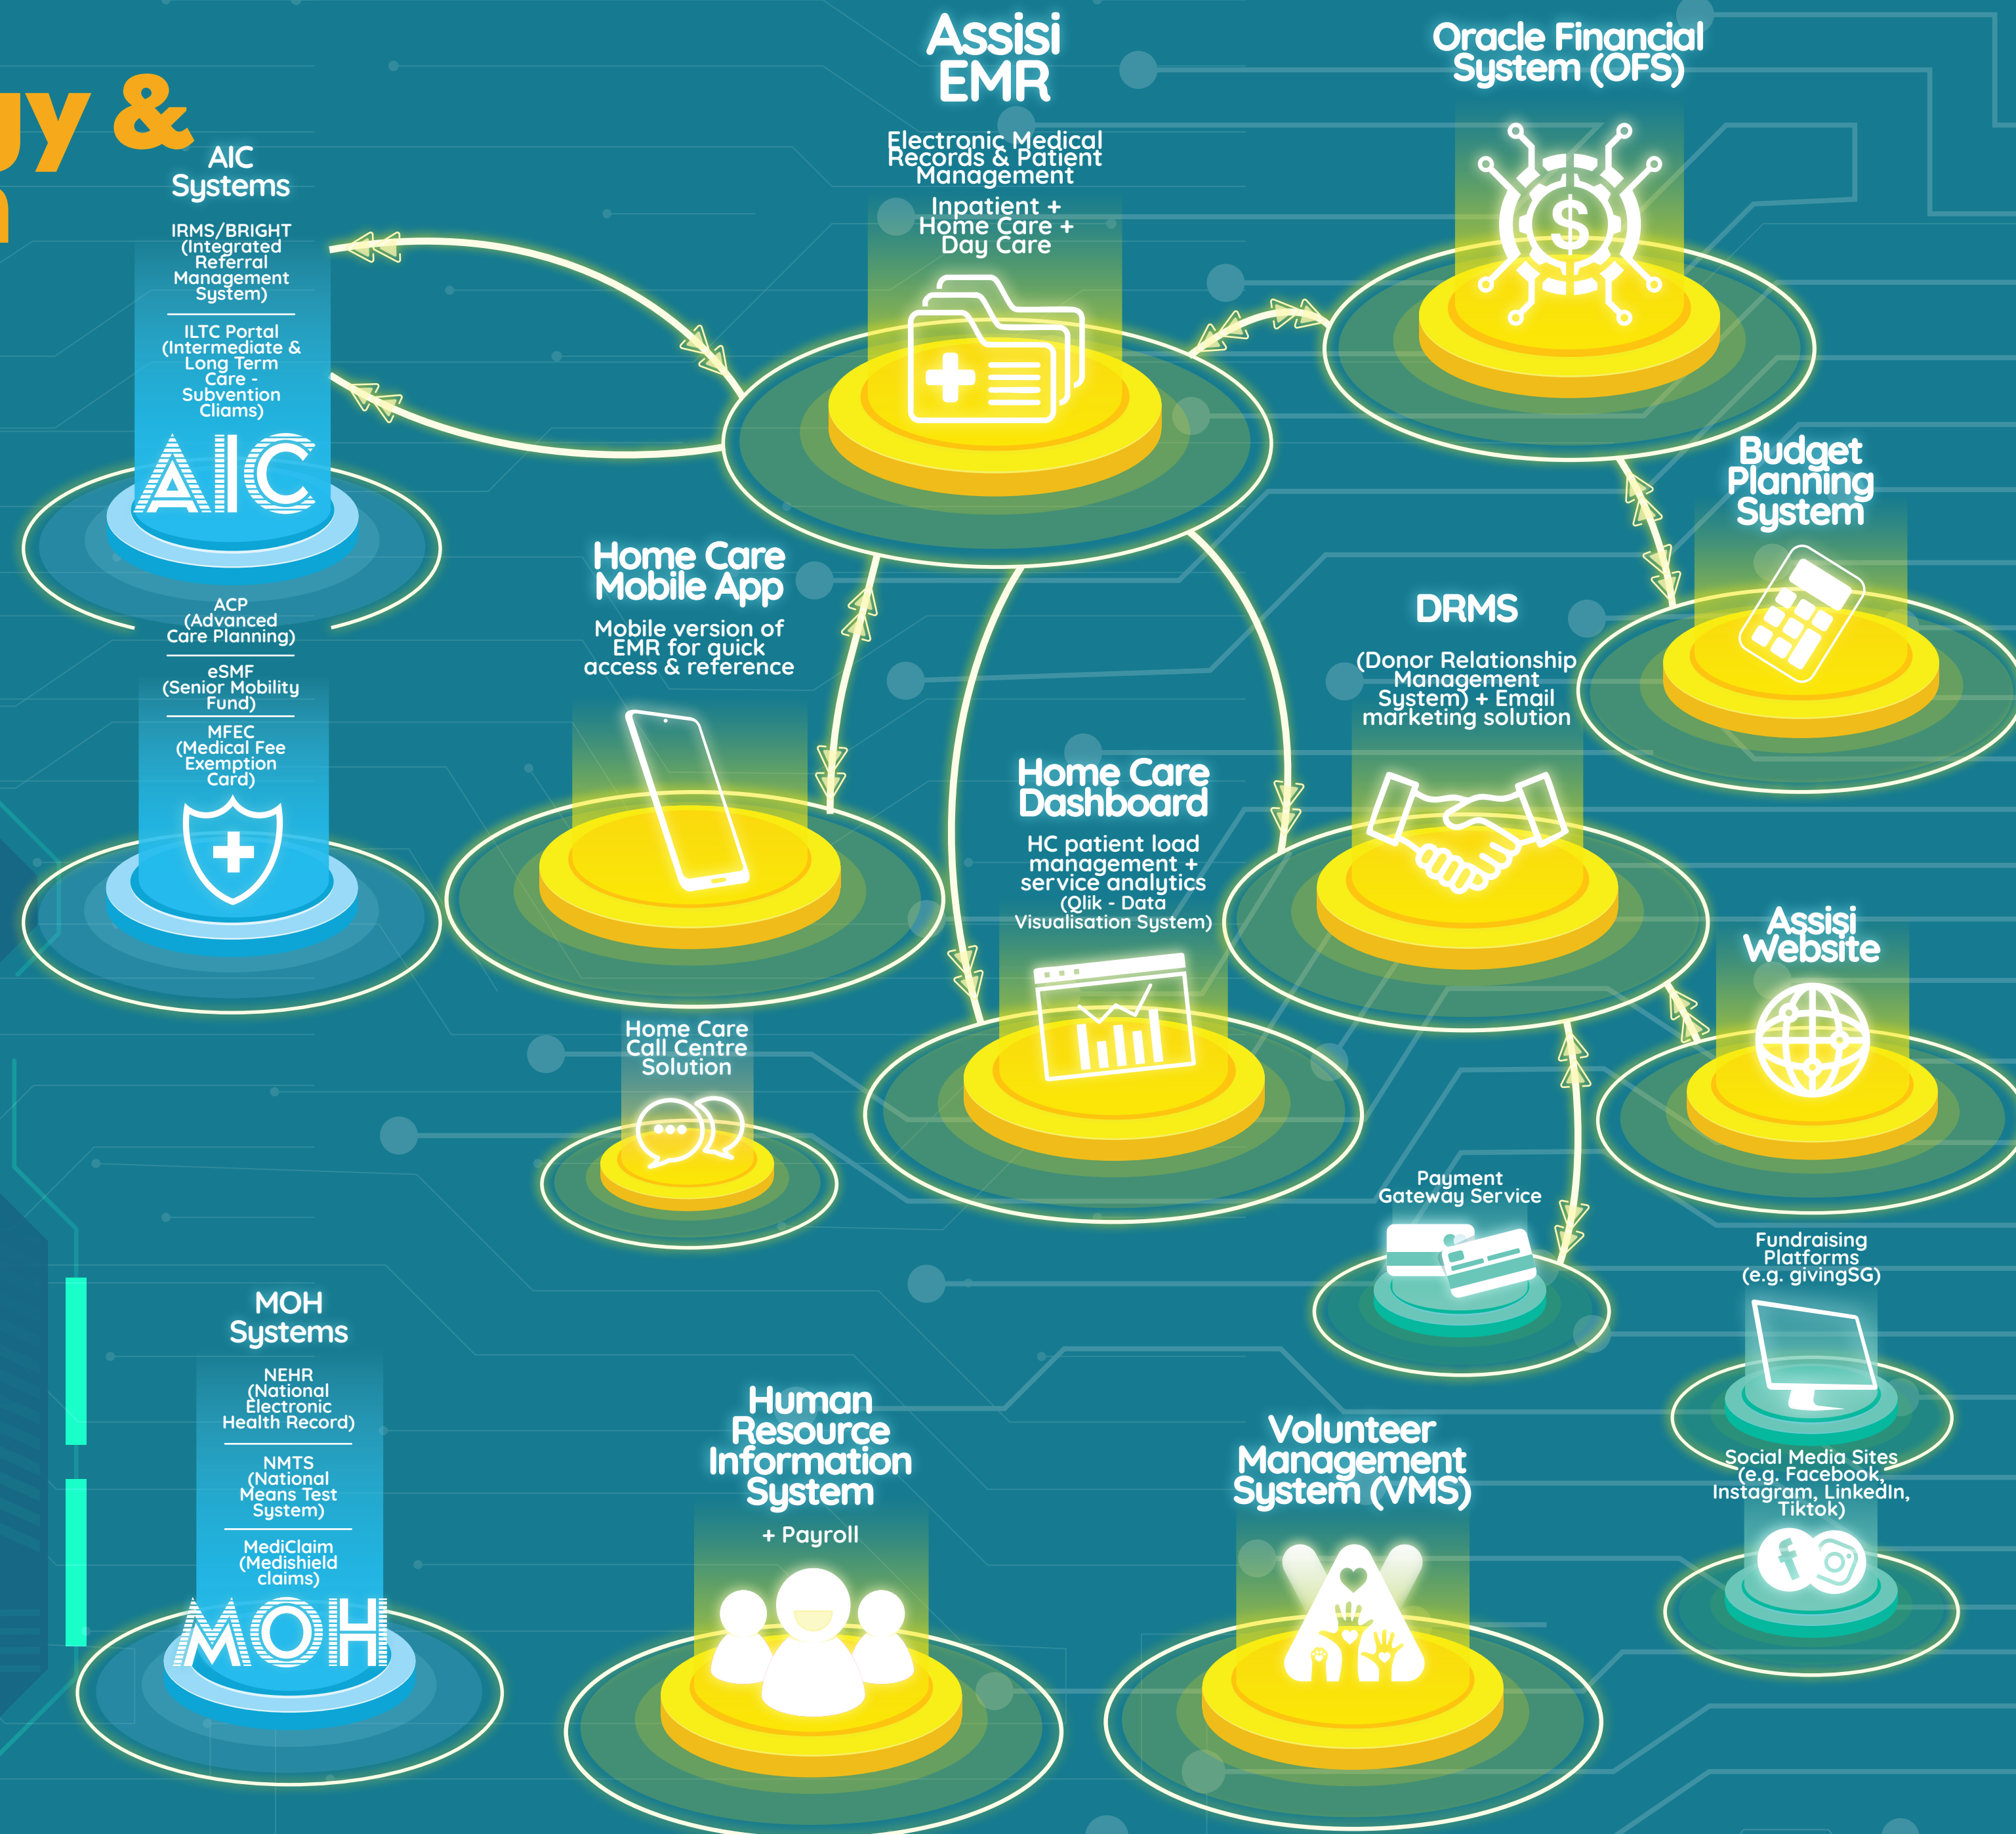 gy &
n
AIC
Systems
IRMS/BRIGHT
(Integrated
Referral
Management
System)
ILTC Portal
(Intermediate &
Long Term
Care -
Subvention
Cliams)
AIC
ACP
(Advanced
Care Planning)
eSMF
(Senior Mobility
Fund)
MFEC
(Medical Fee
Exemption
Card)
MOH
Systems
NEHR
(National
Electronic
Health Record)
NMTS
(National
Means Test
System)
MediClaim
(Medishield
claims)
MOH
Assisi
EMR
Electronic Medical
Records & Patient
Management
Inpatient +
Home Care +
Day Care
Oracle Financial
System (OFS)
$
Budget
Planning
System
Home Care
Mobile App
Mobile version of
EMR for quick
access & reference
DRMS
(Donor Relationship
Management
System) + Email
marketing solution
Home Care
Dashboard
HC patient load
management +
service analytics
(Qlik - Data
Visualisation System)
Assisi
Website
Home Care
Call Centre
Solution
Payment
Gateway Service
Fundraising
Platforms
(e.g. givingSG)
Social Media Sites
(e.g. Facebook,
Instagram, LinkedIn,
Tiktok)
f
Human
Resource
Information
System
+ Payroll
Volunteer
Management
System (VMS)